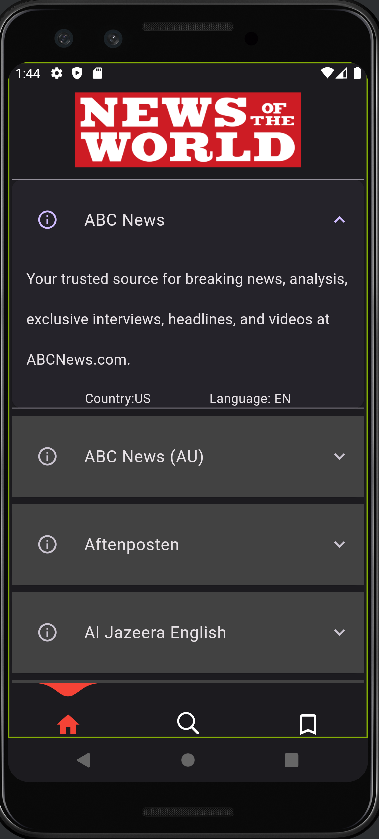 1:44
NEWS OF THE
WORLD
ABC News
Your trusted source for breaking news, analysis,
exclusive interviews, headlines, and videos at
ABCNews.com.
Country:US Language: EN
ABC News (AU)
Aftenposten
Al Jazeera English